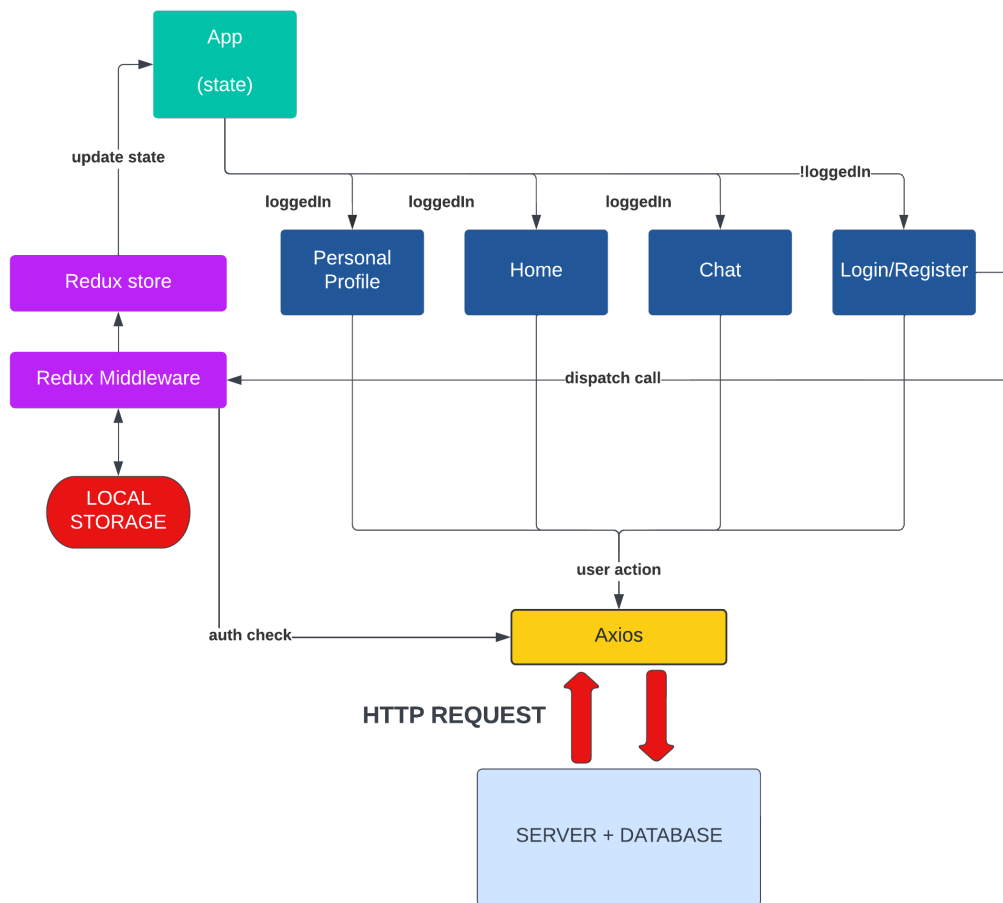 App
(state)
update state
!loggedIn
loggedIn
loggedIn
loggedIn
Personal
Profile
Home
Chat
Login/Register
Redux store
Redux Middleware
dispatch call
LOCAL
STORAGE
user action
auth check
Axios
HTTP REQUEST
SERVER + DATABASE